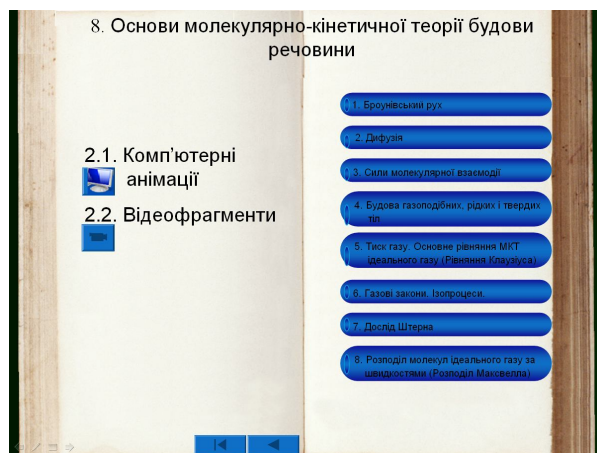 8. Основи молекулярно-кінетичної теорії будови
речовини
2.1. Комп’ютерні
анімації
2.2. Відеофрагменти
1. Броунівський рух
2. Дифузія
3. Сили молекулярної взаємодії
4. Будова газоподібних, рідких і твердих
тіл
5. Тиск газу. Основне рівняння МКТ
ідеального газу (Рівняння Клаузіуса)
6. Газові закони. Ізопроцеси.
7. Дослід Штерна
8. Розподіл молекул ідеального газу за
швидкостями (Розподіл Максвелла)